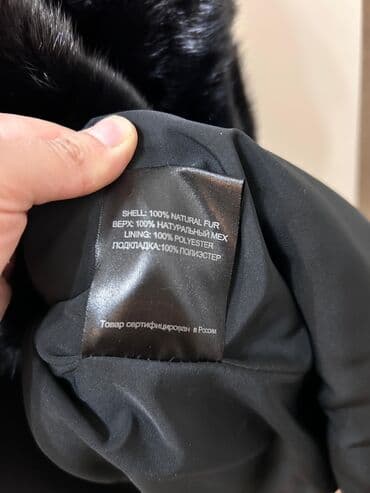 SHELL: 100% NATURAL FUR
ВЕРХ: 100% НАТУРАЛЬНЫЙ МЕХ
LINING: 100% POLYESTER
ПОДКЛАДКА:100% ПОЛИЭСТЕР
Товар сертифицирован в России